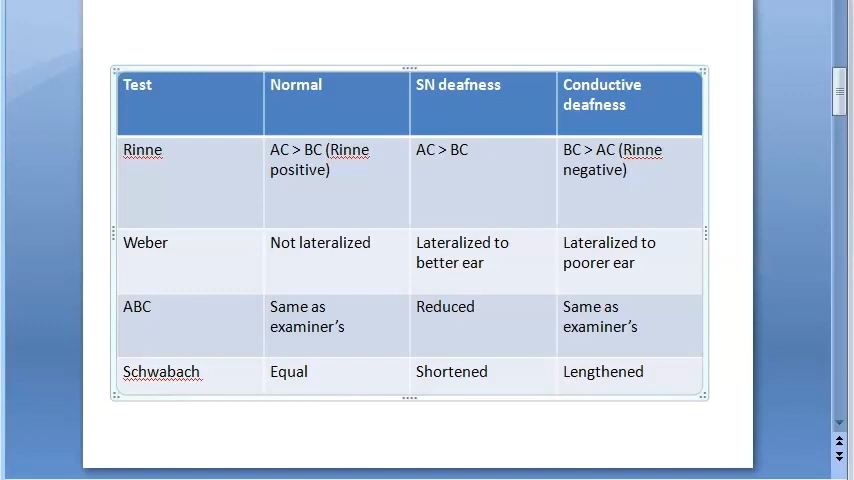 Test
Normal
SN deafness
Conductive
deafness
Rinne
AC > BC (Rinne
positive)
AC > BC
BC > AC (Rinne
negative)
Weber
Not lateralized
Lateralized to
better ear
Lateralized to
poorer ear
ABC
Same as
examiner's
Reduced
Same as
examiner's
Schwabach
Equal
Shortened
Lengthened